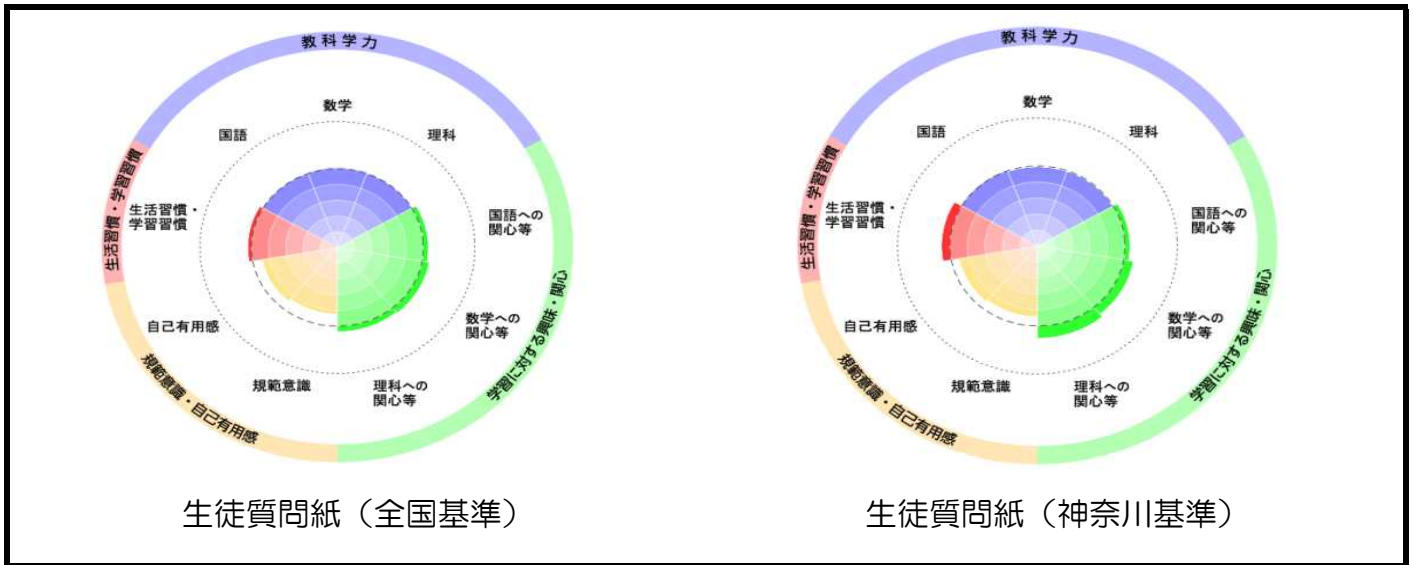 教科学力
数学
国語
理科
生活習慣・学習習慣
生活習慣・
学習習慣
国語への
関心等
自己有用感
数学への
関心等
規範意識
理科への
関心等
規範意識・自己有用感
学習に対する興味・関心
生徒質問紙（全国基準）
教科学力
数学
国語
理科
生活習慣・学習習慣
生活習慣・
学習習慣
国語への
関心等
自己有用感
数学への
関心等
規範意識
理科への
関心等
規範意識・自己有用感
学習に対する興味・関心
生徒質問紙（神奈川基準）